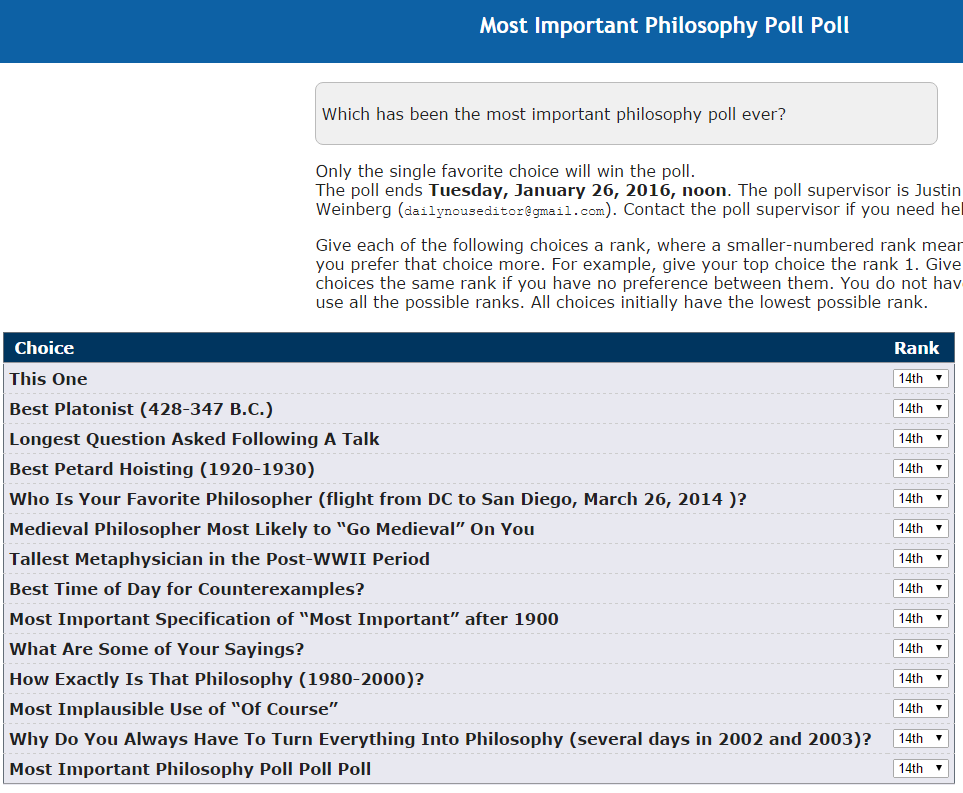 Most Important Philosophy Poll Poll
Which has been the most important philosophy poll ever?
Only the single favorite choice will win the poll.
The poll ends Tuesday, January 26, 2016, noon. The poll supervisor is Justin
Weinberg (dailynouseditor@gmail.com). Contact the poll supervisor if you need hel
Give each of the following choices a rank, where a smaller-numbered rank mear
you prefer that choice more. For example, give your top choice the rank 1. Give
choices the same rank if you have no preference between them. You do not hav
use all the possible ranks. All choices initially have the lowest possible rank.
Choice Rank
This One 14th
Best Platonist (428-347 B.C.) 14th
Longest Question Asked Following A Talk 14th
Best Petard Hoisting (1920-1930) 14th
Who Is Your Favorite Philosopher (flight from DC to San Diego, March 26, 2014 )? 14th
Medieval Philosopher Most Likely to “Go Medieval” On You 14th
Tallest Metaphysician in the Post-WWII Period 14th
Best Time of Day for Counterexamples? 14th
Most Important Specification of “Most Important” after 1900 14th
What Are Some of Your Sayings? 14th
How Exactly Is That Philosophy (1980-2000)? 14th
Most Implausible Use of “Of Course” 14th
Why Do You Always Have To Turn Everything Into Philosophy (several days in 2002 and 2003)? 14th
Most Important Philosophy Poll Poll Poll 14th